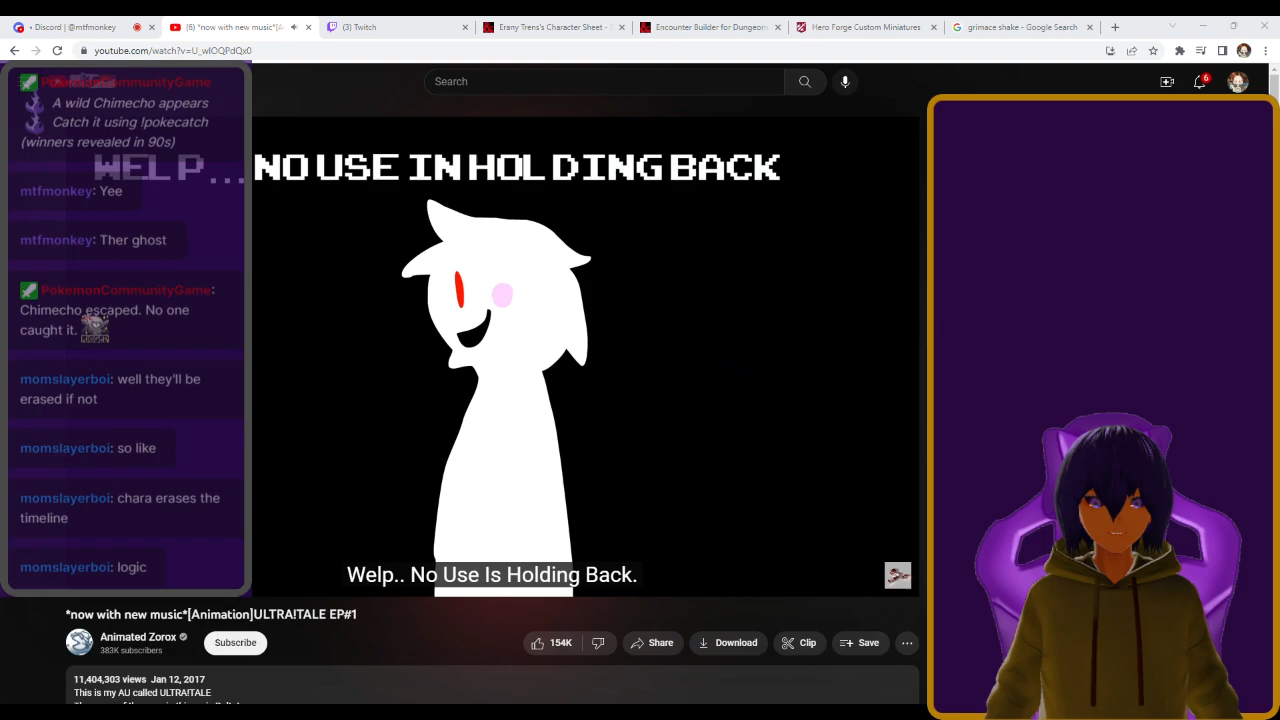 + Discord | @mtfmonkey
(6) *now with new music*[A
(3) Twitch
Erany Trens's Character Sheet -
Encounter Builder for Dungeons
Hero Forge Custom Miniatures
grimace shake - Google Search
youtube.com/watch?v=U_wlOQPdQx0
Search
6
PokemonCommunityGame
A wild Chimecho appears
Catch it using !pokecatch
(winners revealed in 90s)
WELP... NO USE IN HOLDING BACK
mtfmonkey: Yee
mtfmonkey: Ther ghost
PokemonCommunityGame:
Chimecho escaped. No one
caught it.
momslayerboi: well they'll be
erased if not
momslayerboi: so like
momslayerboi: chara erases the
timeline
momslayerboi: logic
Welp.. No Use Is Holding Back.
*now with new music*[Animation]ULTRA!TALE EP#1
Animated Zorox
383K subscribers
Subscribe
154K
Share
Download
Clip
Save
11,404,303 views Jan 12, 2017
This is my AU called ULTRA!TALE